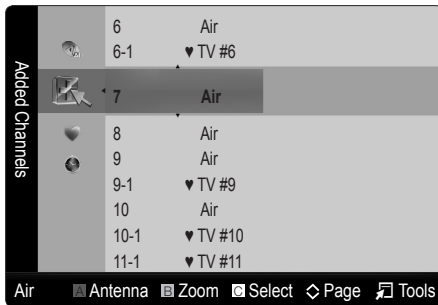 Added Channels
6 Air
6-1 ♥ TV #6
7 Air
8 Air
9 Air
9-1 ♥ TV #9
10 Air
10-1 ♥ TV #10
11-1 ♥ TV #11
Air A Antenna B Zoom C Select Page Tools